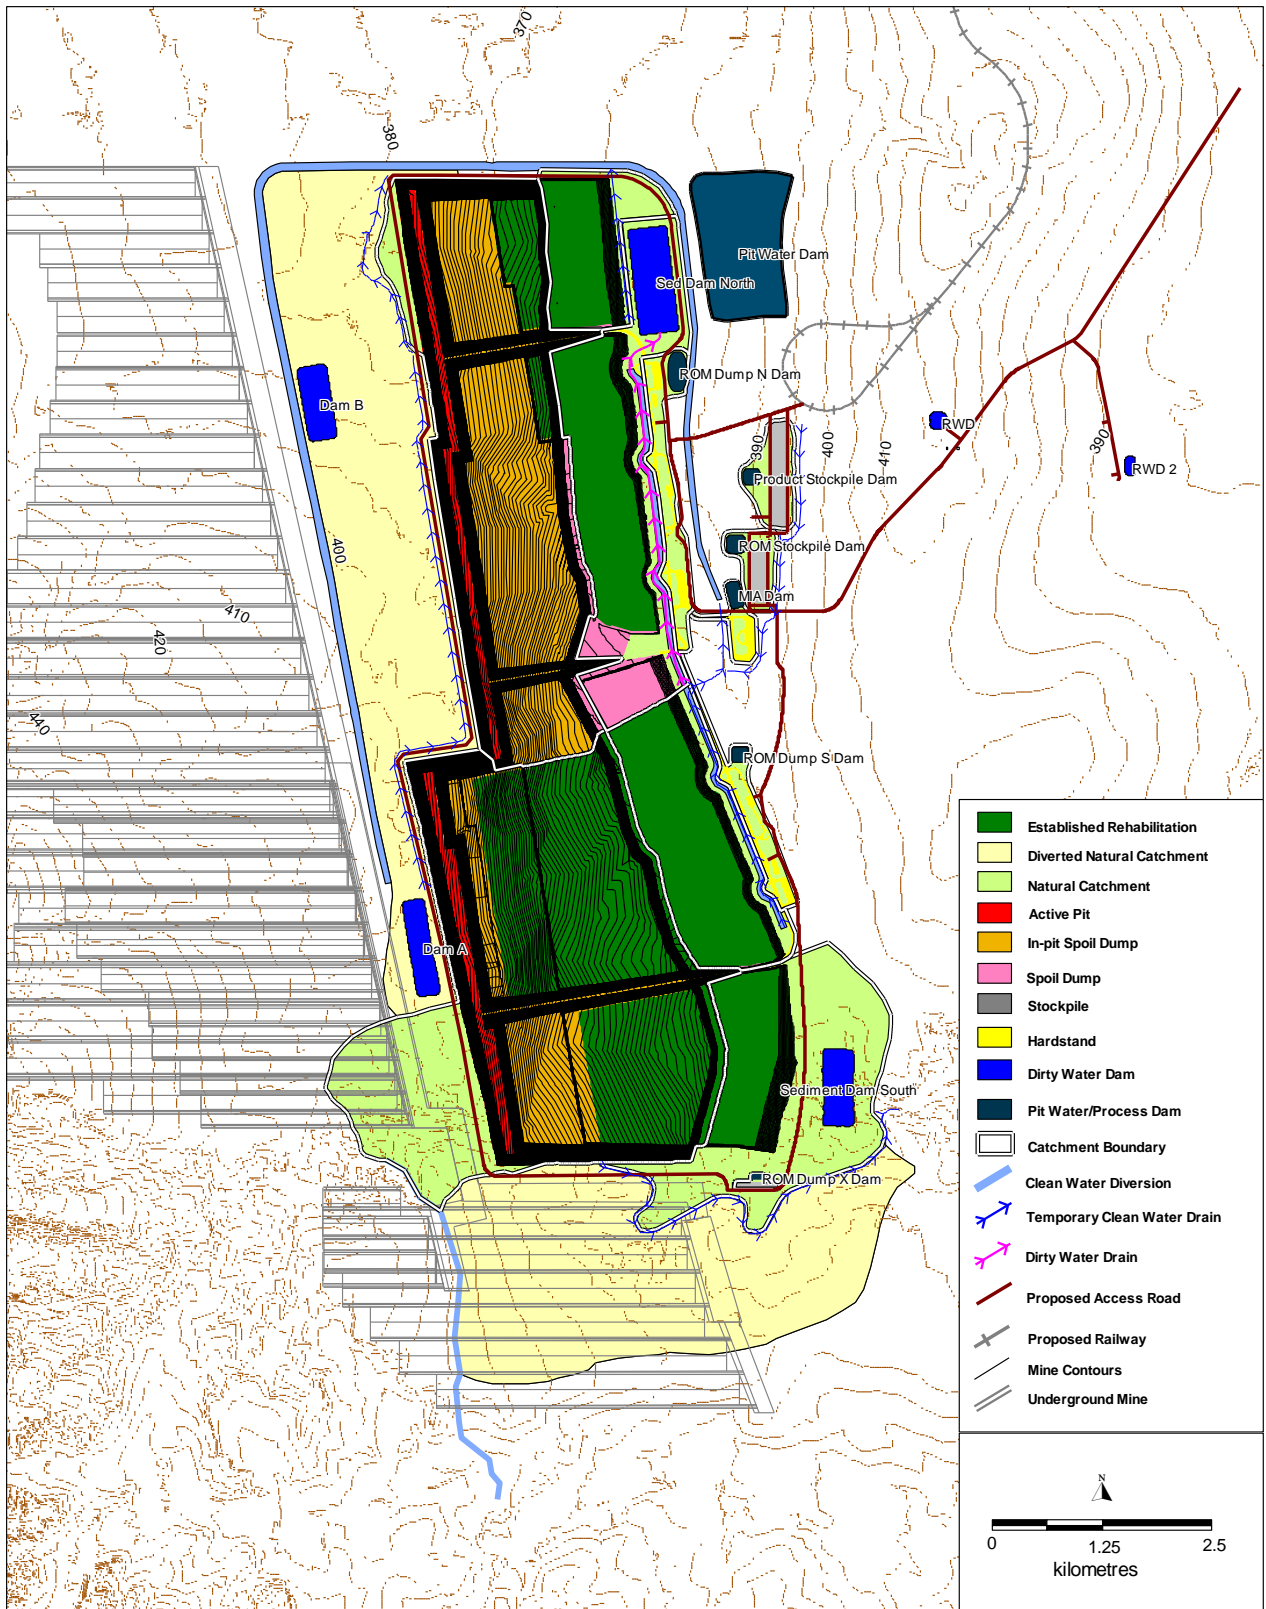 370
380
Pit Water Dam
Sed Dam North
ROM Dump N Dam
Dam B
RWD
390
400
410
390
RWD 2
Product Stockpile Dam
ROM Stockpile Dam
400
MIA Dam
410
420
440
ROM Dump S Dam
Dam A
Sediment Dam South
ROM Dump X Dam
Established Rehabilitation
Diverted Natural Catchment
Natural Catchment
Active Pit
In-pit Spoil Dump
Spoil Dump
Stockpile
Hardstand
Dirty Water Dam
Pit Water/Process Dam
Catchment Boundary
Clean Water Diversion
Temporary Clean Water Drain
Dirty Water Drain
Proposed Access Road
Proposed Railway
Mine Contours
Underground Mine
N
0 1.25 2.5
kilometres